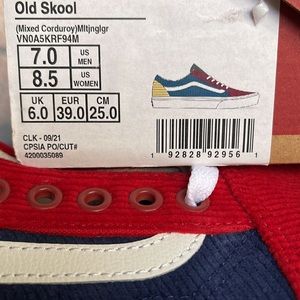 Old Skool
(Mixed Corduroy)Mltjnglgr
VN0A5KRF94M
7.0 US MEN
8.5 US WOMEN
UK EUR CM
6.0 39.0 25.0
CLK - 09/21
CPSIA PO/CUT#
4200035089
1 92828 92956 1